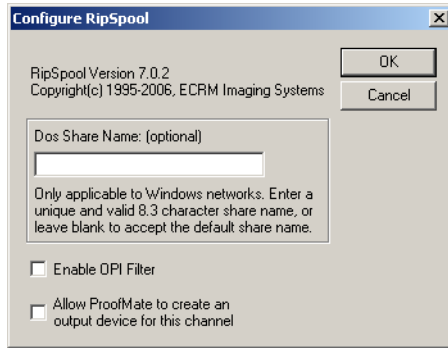 Configure RipSpool
RipSpool Version 7.0.2
Copyright(c) 1995-2006, ECRM Imaging Systems
OK
Cancel
Dos Share Name: (optional)
Only applicable to Windows networks. Enter a
unique and valid 8.3 character share name, or
leave blank to accept the default share name.
Enable OPI Filter
Allow ProofMate to create an
output device for this channel